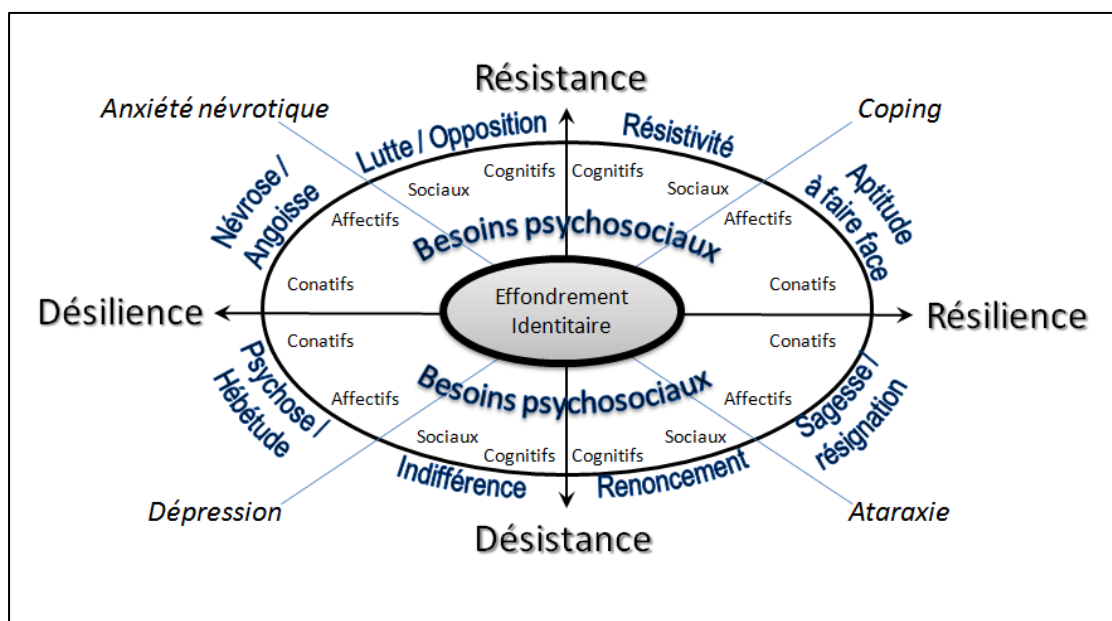 Résistance
Anxiété névrotique
Coping
Lutte / Opposition
Résistivité
Névrose /
Angoisse
Aptitude
à faire face
Cognitifs
Cognitifs
Sociaux
Sociaux
Affectifs
Affectifs
Besoins psychosociaux
Conatifs
Conatifs
Désilience
Effondrement
Identitaire
Résilience
Conatifs
Conatifs
Psychose /
Hébétude
Besoins psychosociaux
Sagesse /
résignation
Affectifs
Affectifs
Sociaux
Sociaux
Cognitifs
Cognitifs
Indifférence
Renoncement
Dépression
Ataraxie
Désistance